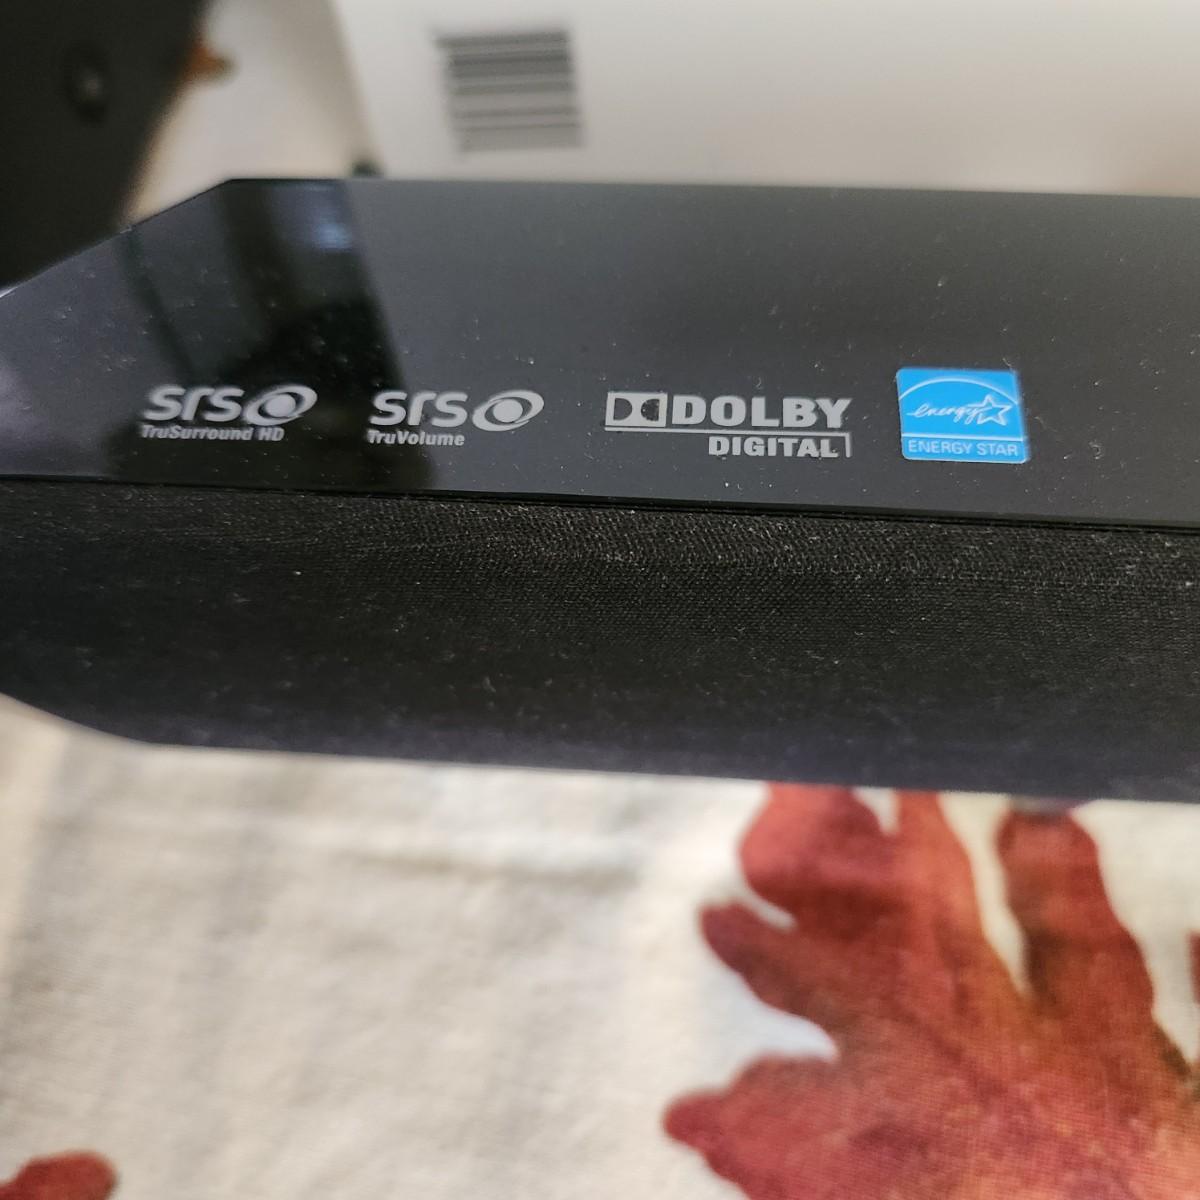 SRS
TruSurround HD
SRS
TruVolume
DOLBY
DIGITAL
energy
ENERGY STAR